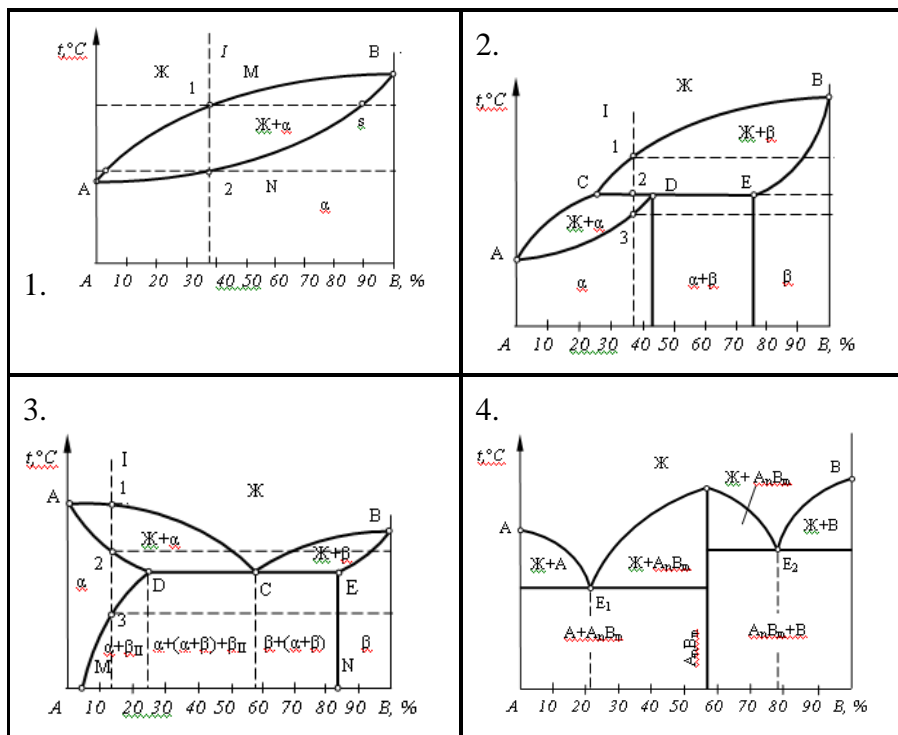 1.
t,°C
I
Ж
М
В
1
Ж+α
s
А
2
N
α
А 10 20 30 40 50 60 70 80 90 В, %
2.
t,°C
Ж
В
I
Ж+β
1
С
2
D
Е
Ж+α
3
А
α
α+β
β
А 10 20 30 40 50 60 70 80 90 В, %
3.
t,°C
I
А
1
Ж
В
Ж+α
Ж+β
2
α
D
С
Е
3
α+βII
α+(α+β)+βII
β+(α+β)
β
М
N
А 10 20 30 40 50 60 70 80 90 В, %
4.
t,°C
Ж
Ж+AnBm
В
А
Ж+В
Ж+А
Ж+AnBm
E2
E1
А+AnBm
AnBm
AnBm+В
А 10 20 30 40 50 60 70 80 90 В, %